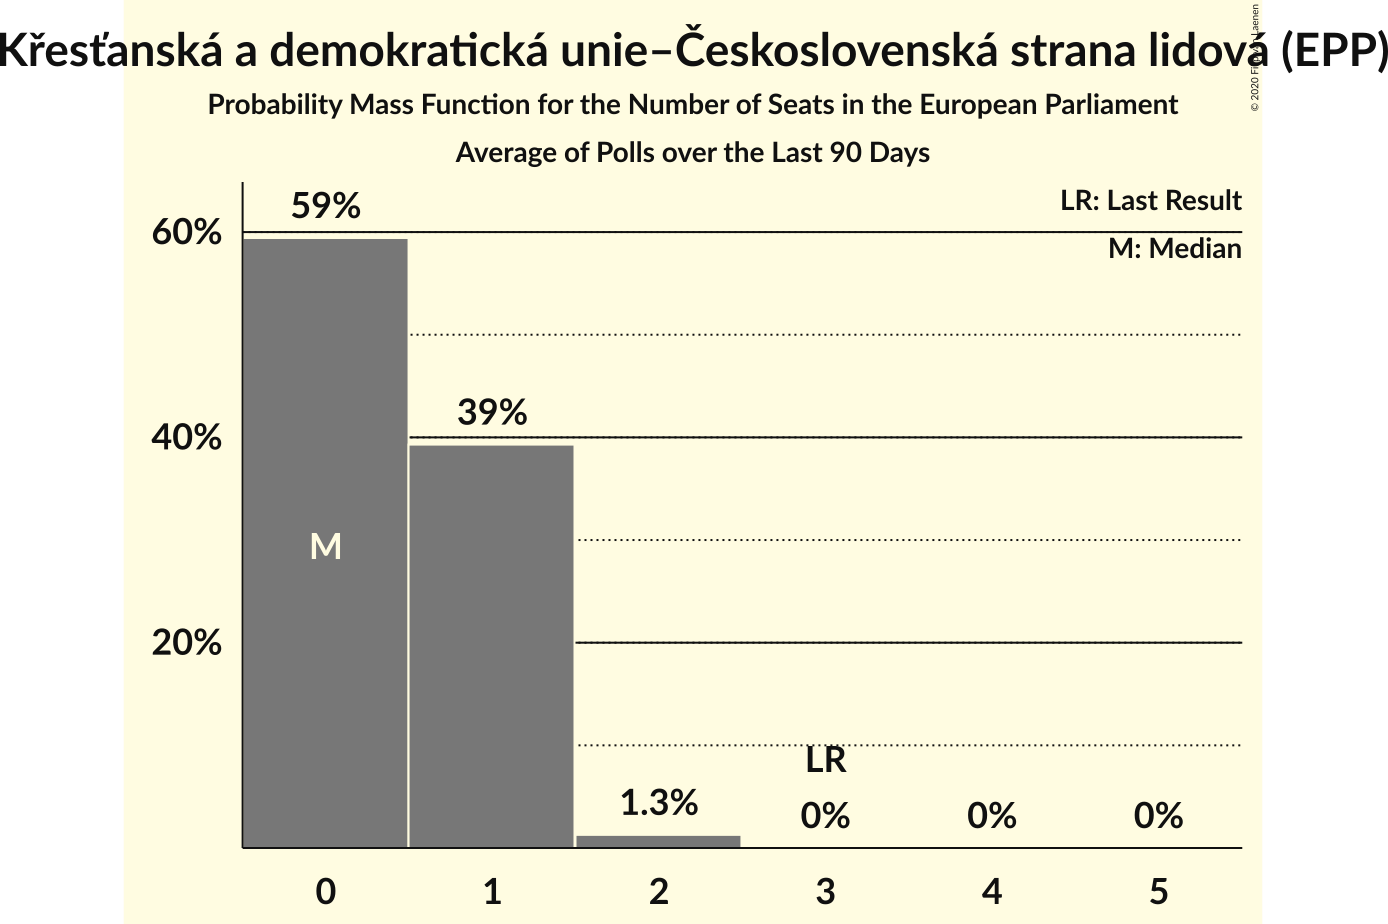 Křesťanská a demokratická unie–Československá strana lidová (EPP)
Probability Mass Function for the Number of Seats in the European Parliament
Average of Polls over the Last 90 Days
© 2020 Laenen
LR: Last Result
M: Median
59%
60%
39%
40%
M
20%
LR
1.3%
0%
0%
0%
0 1 2 3 4 5